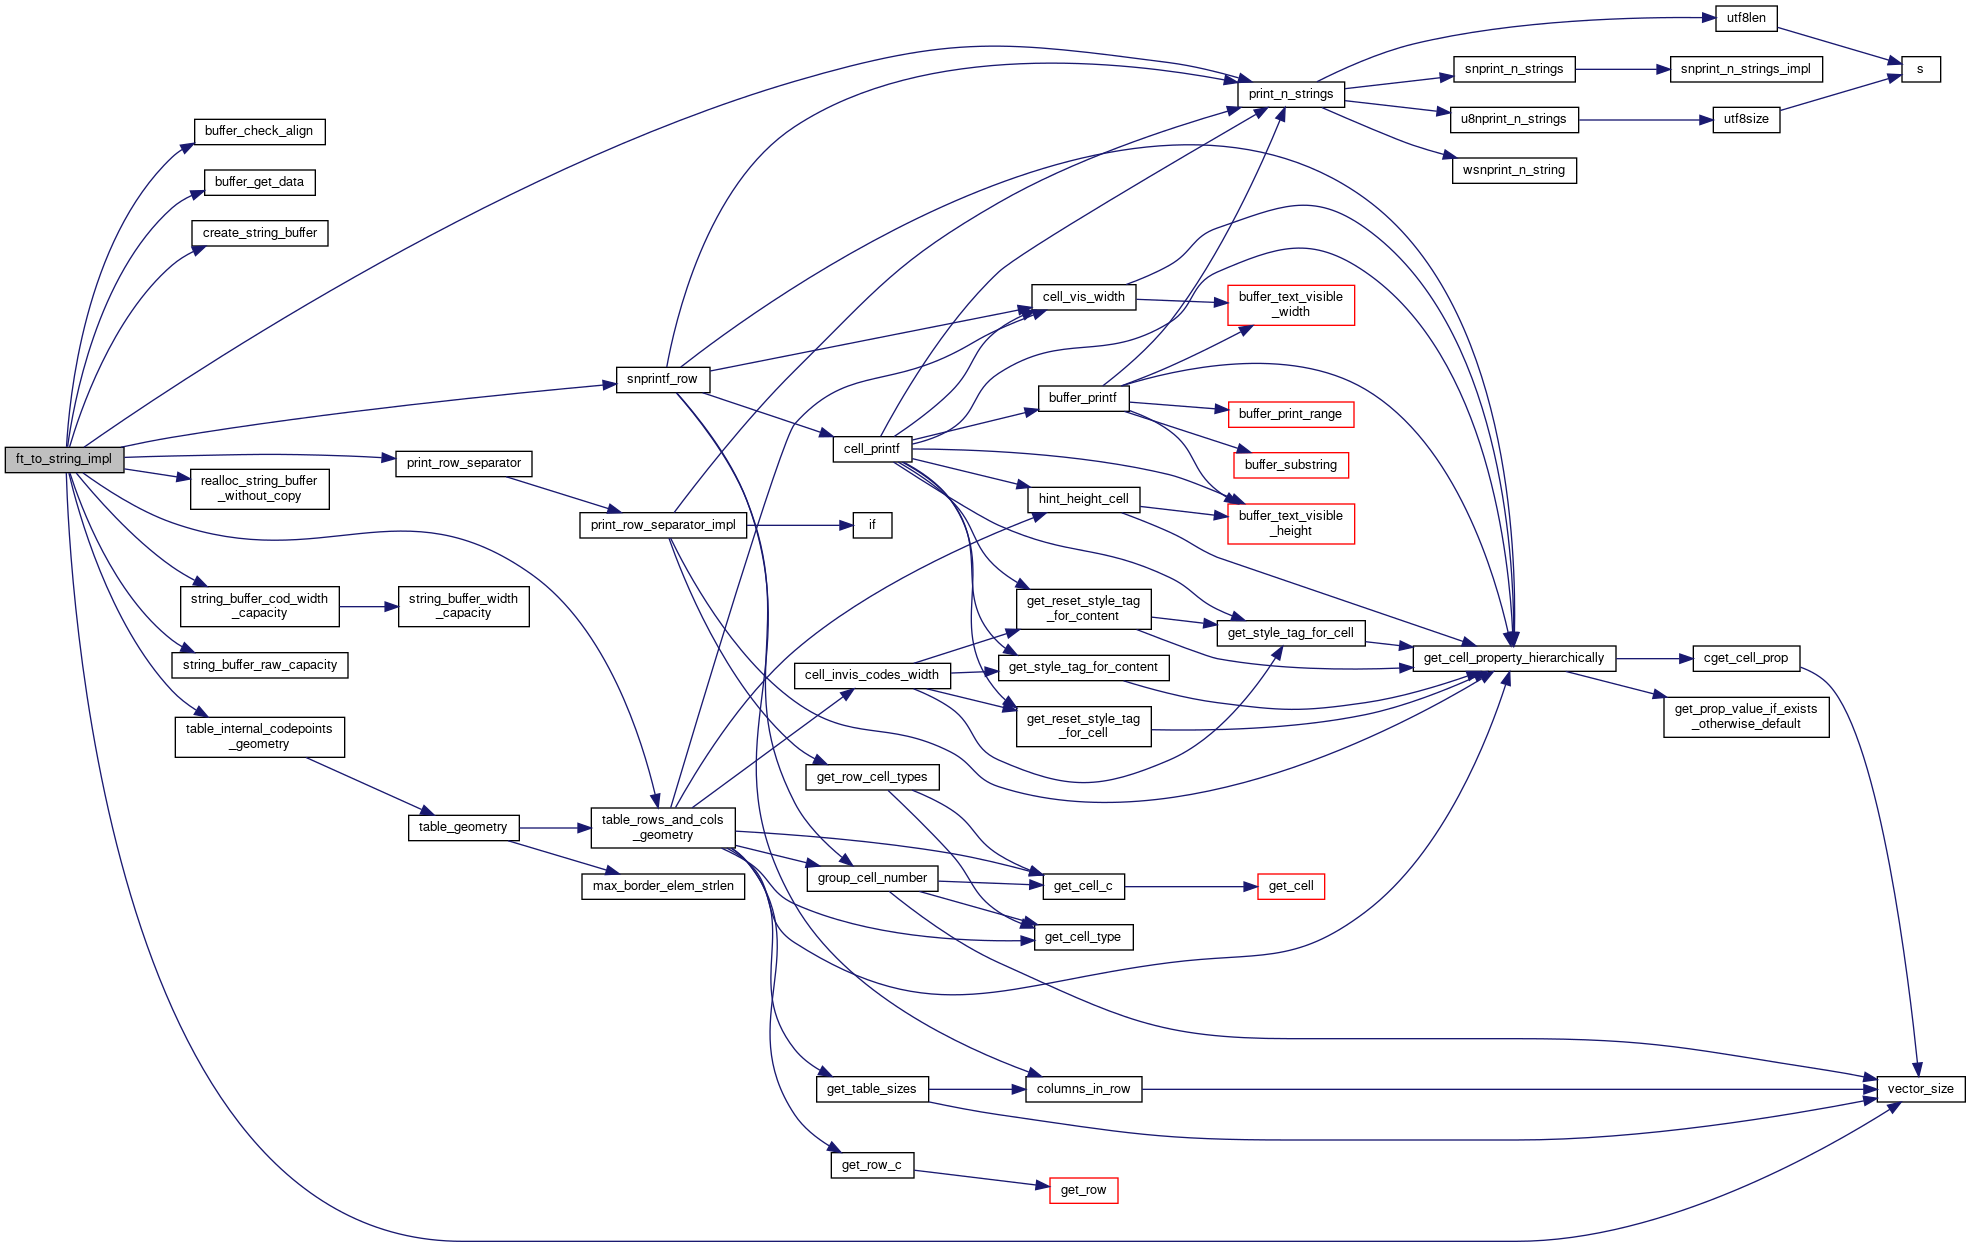 ft_to_string_impl
buffer_check_align
buffer_get_data
create_string_buffer
realloc_string_buffer
_without_copy
string_buffer_cod_width
_capacity
string_buffer_raw_capacity
table_internal_codepoints
_geometry
print_row_separator
string_buffer_width
_capacity
table_geometry
snprintf_row
print_row_separator_impl
table_rows_and_cols
_geometry
max_border_elem_strlen
cell_printf
if
cell_invis_codes_width
get_row_cell_types
group_cell_number
get_table_sizes
get_row_c
cell_vis_width
buffer_printf
hint_height_cell
get_reset_style_tag
_for_content
get_style_tag_for_content
get_reset_style_tag
_for_cell
get_cell_c
get_cell_type
columns_in_row
get_row
print_n_strings
buffer_text_visible
_width
buffer_print_range
buffer_substring
buffer_text_visible
_height
get_style_tag_for_cell
get_cell
snprint_n_strings
u8nprint_n_strings
wsnprint_n_string
get_cell_property_hierarchically
utf8len
snprint_n_strings_impl
utf8size
cget_cell_prop
get_prop_value_if_exists
_otherwise_default
s
vector_size